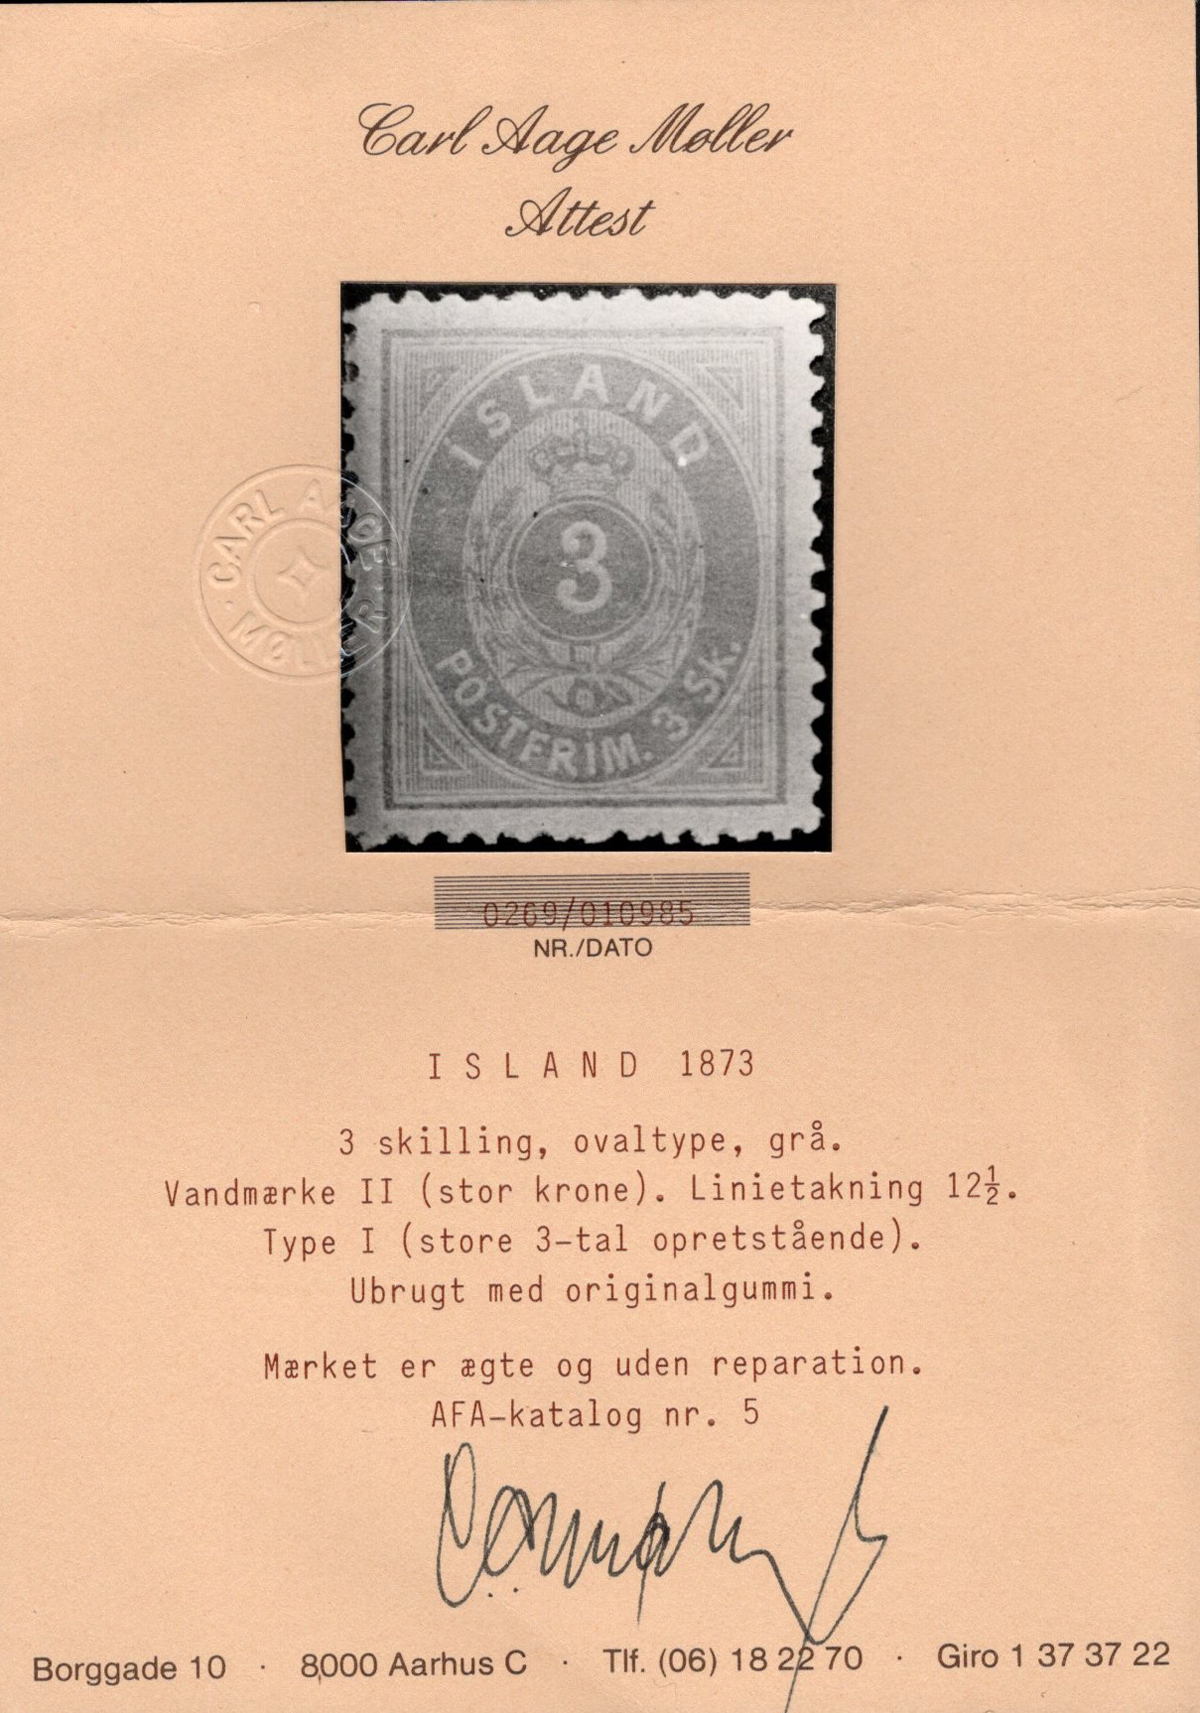 Carl Aage Møller
Attest
ISLAND
3
POSTFRIM. 3 Sk.
CARL AAGE
MØLLER
0269/010985
NR./DATO
ISLAND 1873
3 skilling, ovaltype, grå.
Vandmærke II (stor krone). Linietakning 12½.
Type I (store 3-tal opretstående).
Ubrugt med originalgummi.
Mærket er ægte og uden reparation.
AFA-katalog nr. 5
Borggade 10 · 8000 Aarhus C · Tlf. (06) 18 22 70 · Giro 1 37 37 22